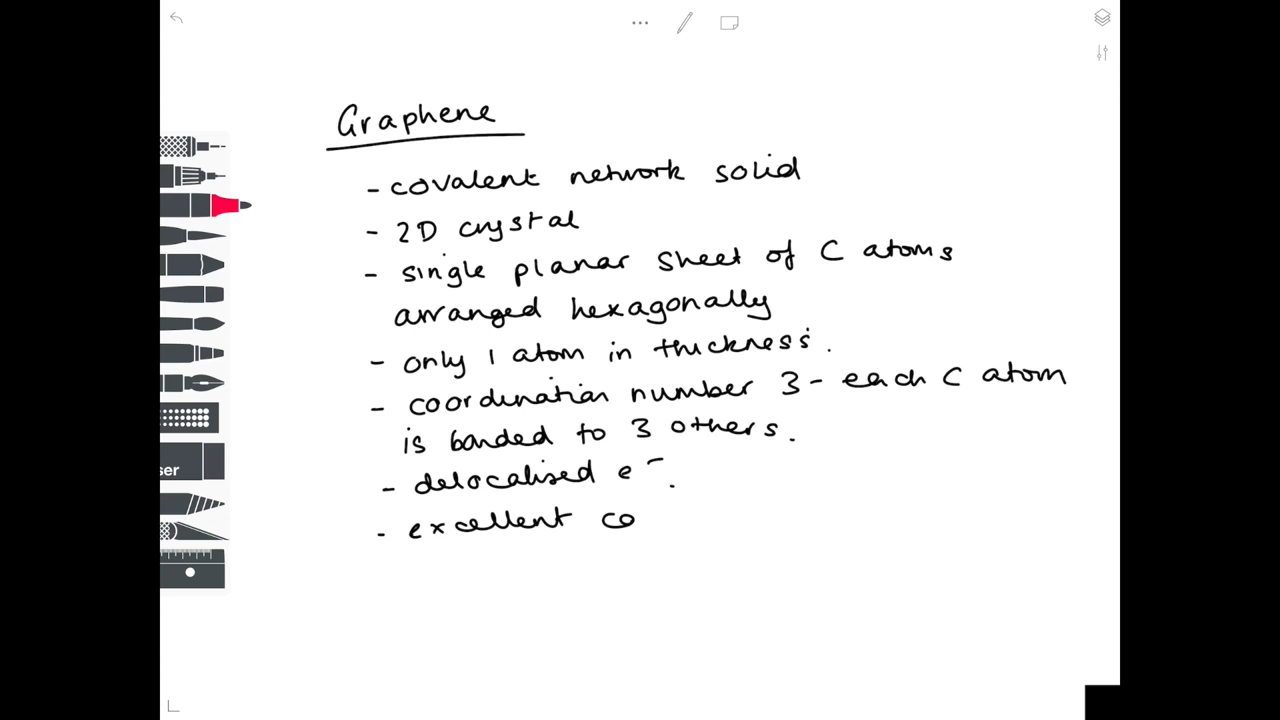 Graphene
- covalent network solid
- 2D crystal
- single planar sheet of C atoms
arranged hexagonally
- only 1 atom in thickness.
- coordination number 3 - each C atom
is bonded to 3 others.
- delocalised e⁻.
- excellent co
ser